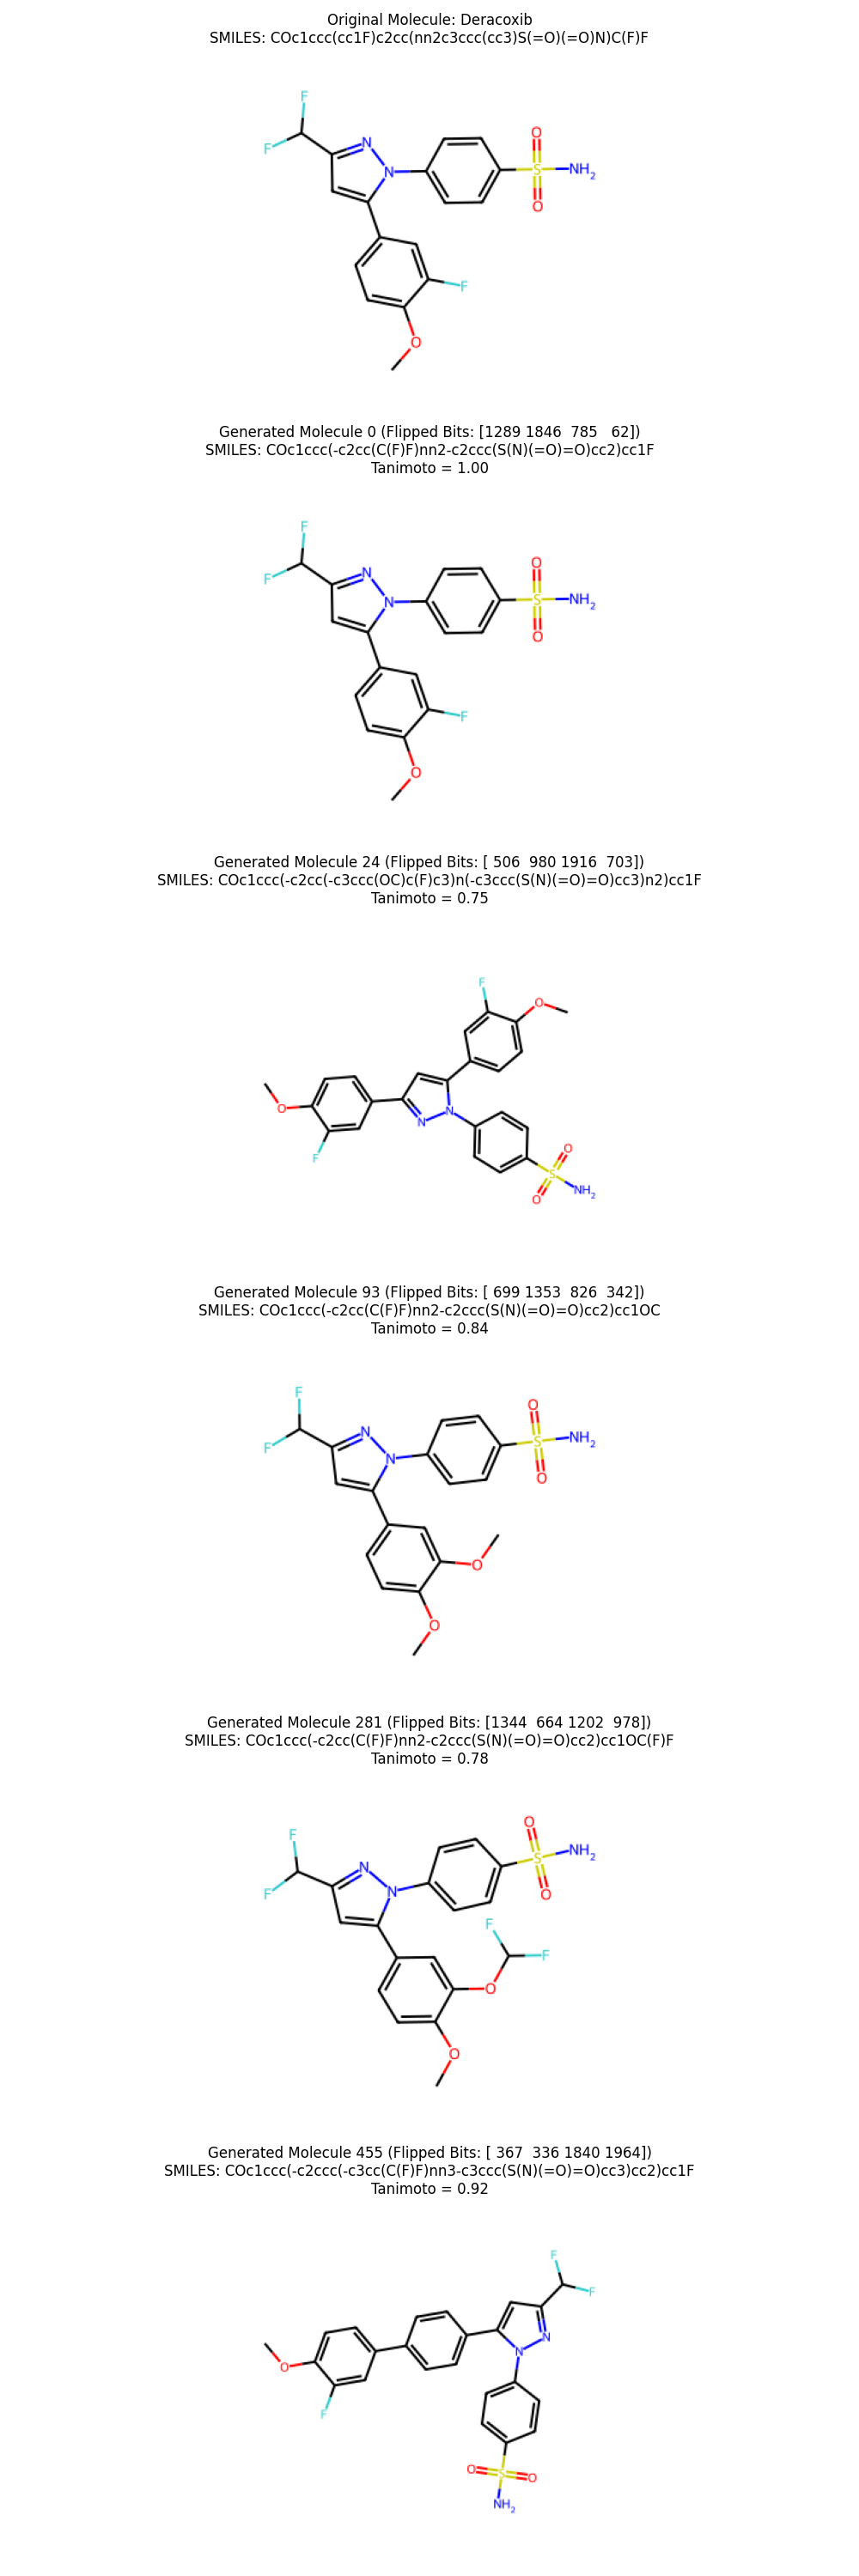 Original Molecule: Deracoxib
SMILES: COc1ccc(cc1F)c2cc(nn2c3ccc(cc3)S(=O)(=O)N)C(F)F
F
F
N
N
O
S
NH2
O
F
O
Generated Molecule 0 (Flipped Bits: [1289 1846  785   62])
SMILES: COc1ccc(-c2cc(C(F)F)nn2-c2ccc(S(N)(=O)=O)cc2)cc1F
Tanimoto = 1.00
F
F
N
N
O
S
NH2
O
F
O
Generated Molecule 24 (Flipped Bits: [ 506  980 1916  703])
SMILES: COc1ccc(-c2cc(-c3ccc(OC)c(F)c3)n(-c3ccc(S(N)(=O)=O)cc3)n2)cc1F
Tanimoto = 0.75
F
O
O
N
N
F
O
S
NH2
O
Generated Molecule 93 (Flipped Bits: [ 699 1353  826  342])
SMILES: COc1ccc(-c2cc(C(F)F)nn2-c2ccc(S(N)(=O)=O)cc2)cc1OC
Tanimoto = 0.84
F
F
N
N
O
S
NH2
O
O
O
Generated Molecule 281 (Flipped Bits: [1344  664 1202  978])
SMILES: COc1ccc(-c2cc(C(F)F)nn2-c2ccc(S(N)(=O)=O)cc2)cc1OC(F)F
Tanimoto = 0.78
F
F
N
N
O
S
NH2
O
F
F
O
O
Generated Molecule 455 (Flipped Bits: [ 367  336 1840 1964])
SMILES: COc1ccc(-c2ccc(-c3cc(C(F)F)nn3-c3ccc(S(N)(=O)=O)cc3)cc2)cc1F
Tanimoto = 0.92
F
F
N
N
O
F
O
S
O
NH2